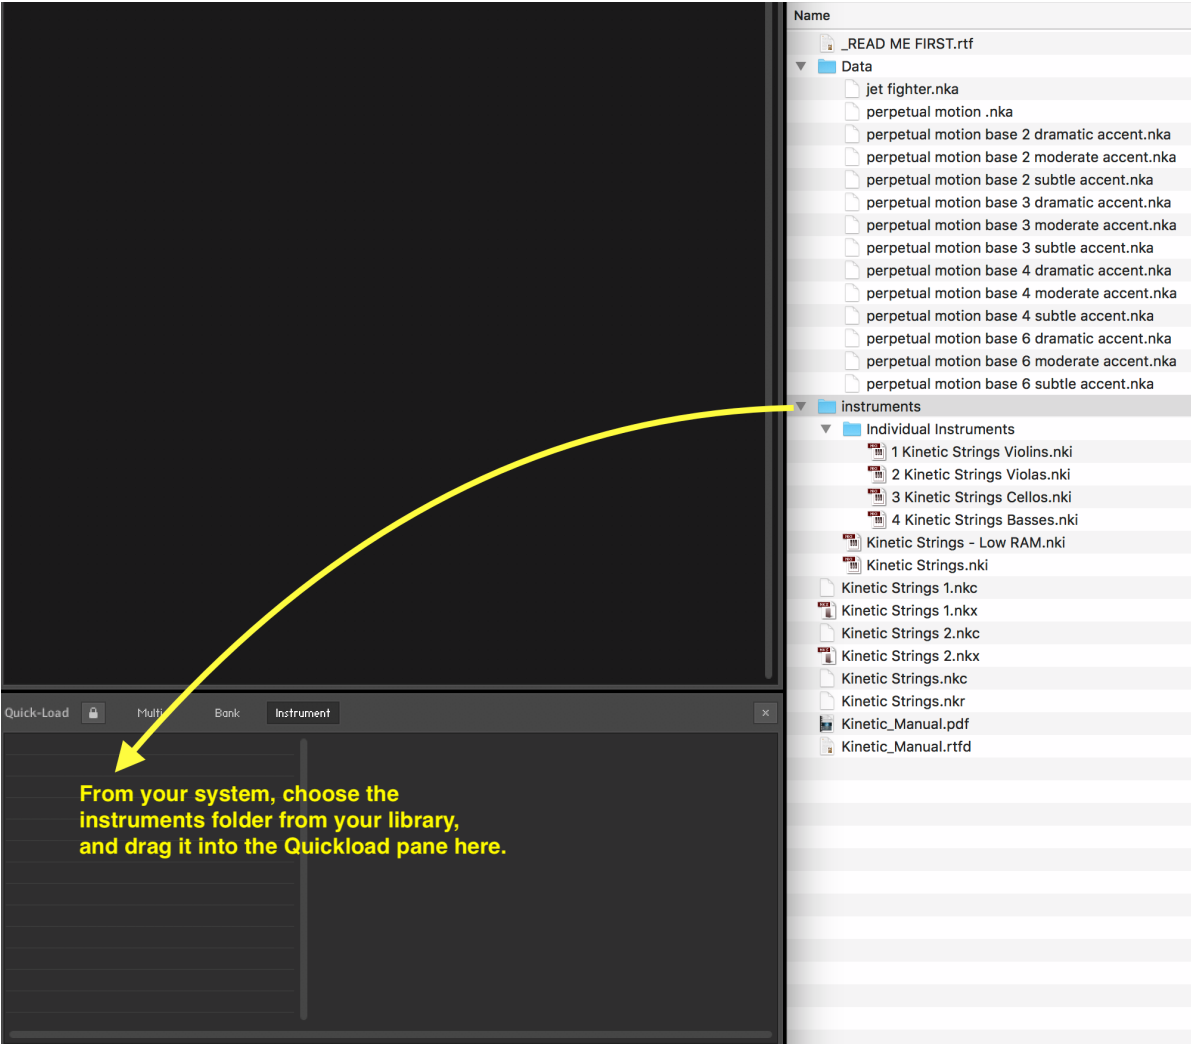 Name
_READ ME FIRST.rtf
Data
jet fighter.nka
perpetual motion .nka
perpetual motion base 2 dramatic accent.nka
perpetual motion base 2 moderate accent.nka
perpetual motion base 2 subtle accent.nka
perpetual motion base 3 dramatic accent.nka
perpetual motion base 3 moderate accent.nka
perpetual motion base 3 subtle accent.nka
perpetual motion base 4 dramatic accent.nka
perpetual motion base 4 moderate accent.nka
perpetual motion base 4 subtle accent.nka
perpetual motion base 6 dramatic accent.nka
perpetual motion base 6 moderate accent.nka
perpetual motion base 6 subtle accent.nka
instruments
Individual Instruments
1 Kinetic Strings Violins.nki
2 Kinetic Strings Violas.nki
3 Kinetic Strings Cellos.nki
4 Kinetic Strings Basses.nki
Kinetic Strings - Low RAM.nki
Kinetic Strings.nki
Kinetic Strings 1.nkc
Kinetic Strings 1.nkx
Kinetic Strings 2.nkc
Kinetic Strings 2.nkx
Kinetic Strings.nkc
Kinetic Strings.nkr
Kinetic_Manual.pdf
Kinetic_Manual.rtfd
Quick-Load Multi Bank Instrument
From your system, choose the
instruments folder from your library,
and drag it into the Quickload pane here.